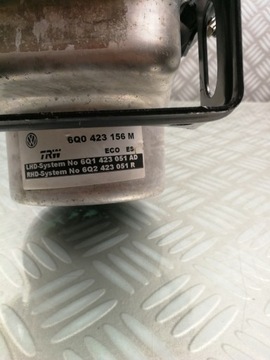 6Q0 423 156 M
TRW ECO ES
LHD-System No 6Q1 423 051 AD
RHD-System No 6Q2 423 051 R